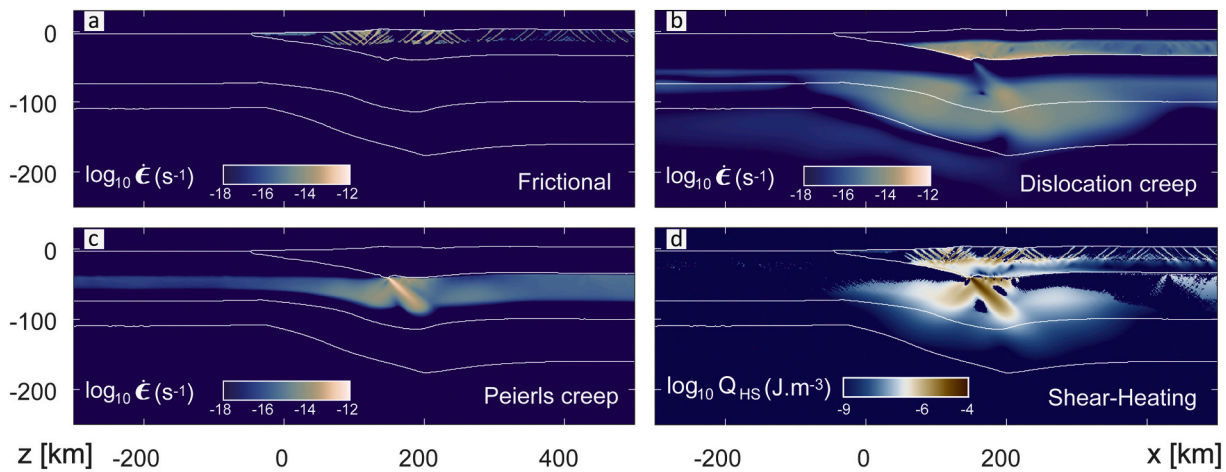 a
0
-100
-200
log₁₀ ε̇ (s⁻¹)
-18 -16 -14 -12
Frictional
b
log₁₀ ε̇ (s⁻¹)
-18 -16 -14 -12
Dislocation creep
c
0
-100
-200
log₁₀ ε̇ (s⁻¹)
-18 -16 -14 -12
Peierls creep
d
log₁₀ Q_HS (J.m⁻³)
-9 -6 -4
Shear-Heating
z [km] -200 0 200 400 -200 0 200 x [km]